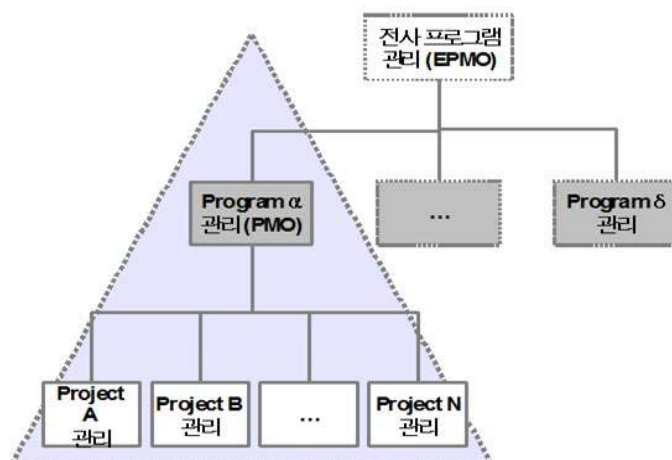 전사 프로그램
관리 (EPMO)
Program α
관리 (PMO)
...
Program δ
관리
Project
A
관리
Project B
관리
...
Project N
관리